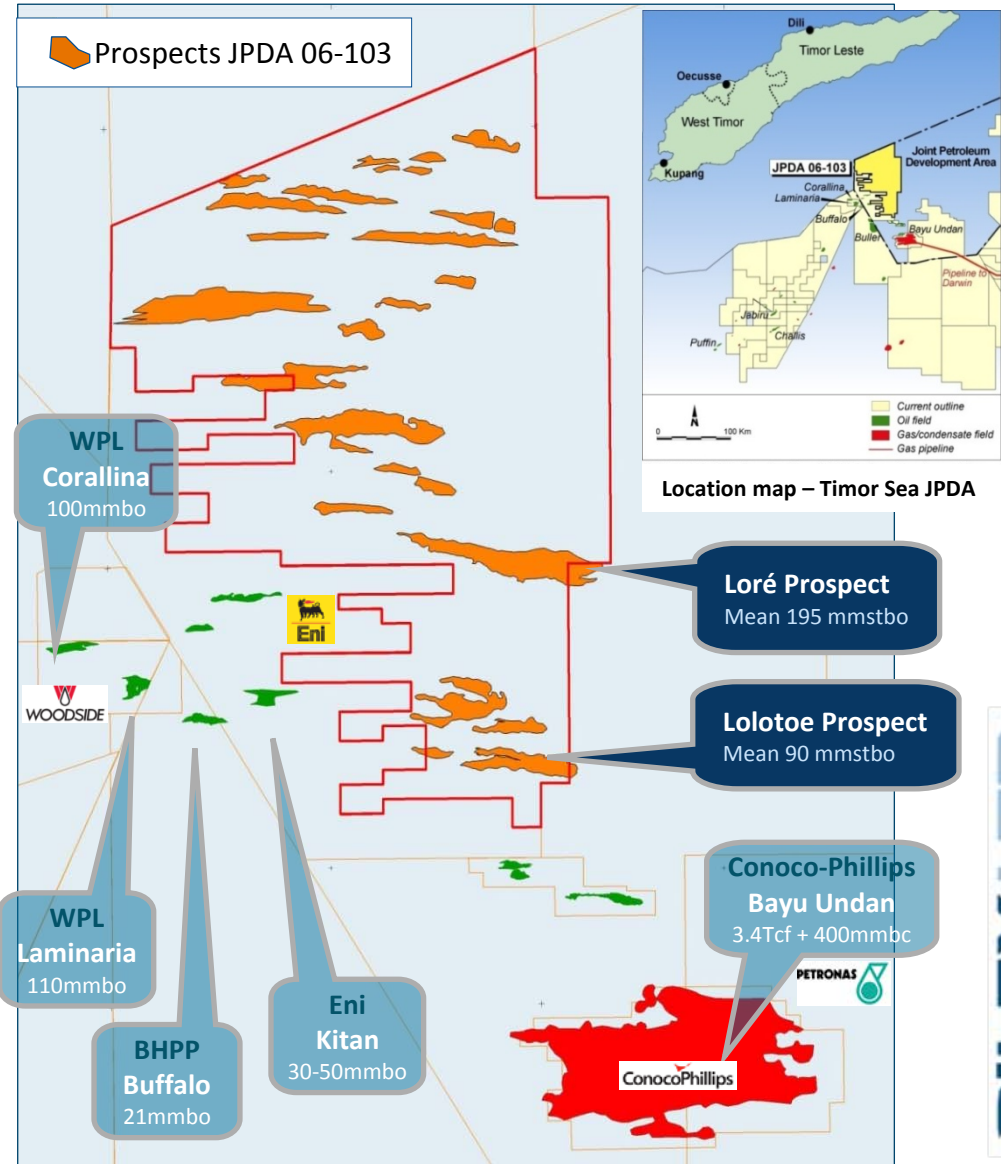 Prospects JPDA 06-103
Dili
Timor Leste
Oecusse
West Timor
Kupang
JPDA 06-103
Joint Petroleum
Development Area
Corallina
Laminaria
Buffalo
Buller
Bayu Undan
Pipeline to
Darwin
Jabiru
Challis
Puffin
N
0 100 Km
Current outline
Oil field
Gas/condensate field
Gas pipeline
Location map – Timor Sea JPDA
WPL
Corallina
100mmbo
Eni
WOODSIDE
Loré Prospect
Mean 195 mmstbo
Lolotoe Prospect
Mean 90 mmstbo
WPL
Laminaria
110mmbo
BHPP
Buffalo
21mmbo
Eni
Kitan
30-50mmbo
Conoco-Phillips
Bayu Undan
3.4Tcf + 400mmbc
PETRONAS
ConocoPhillips